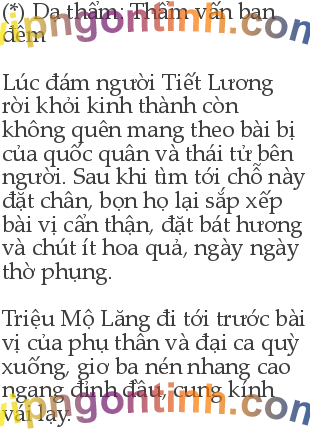 (*) Dạ thẩm: Thẩm vấn ban
đêm
Lúc đám người Tiết Lương
rời khỏi kinh thành còn
không quên mang theo bài bị
của quốc quân và thái tử bên
người. Sau khi tìm tới chỗ này
đặt chân, bọn họ lại sắp xếp
bài vị cẩn thận, đặt bát hương
và chút ít hoa quả, ngày ngày
thờ phụng.
Triệu Mộ Lăng đi tới trước bài
vị của phụ thân và đại ca quỳ
xuống, giơ ba nén nhang cao
ngang đỉnh đầu, cung kính
vái lạy.